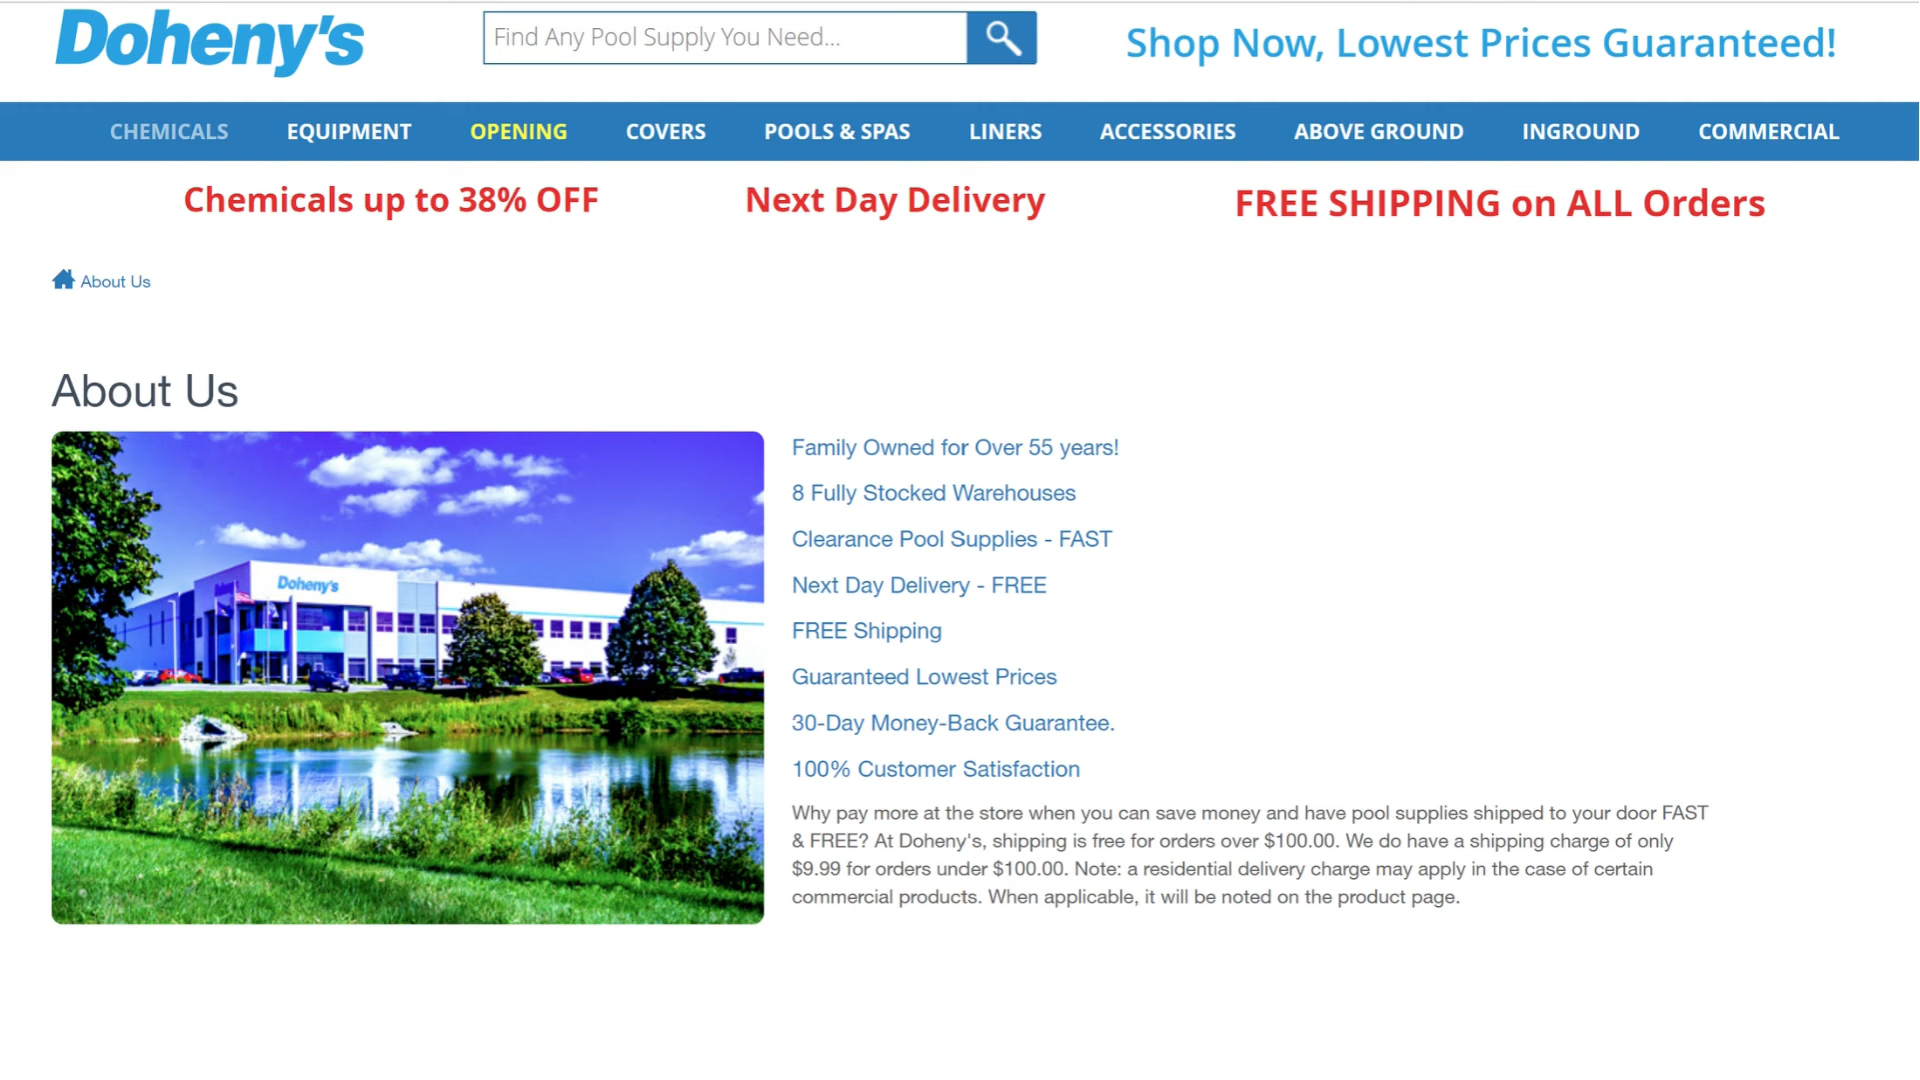 Doheny's
Find Any Pool Supply You Need...
Shop Now, Lowest Prices Guaranteed!
CHEMICALS EQUIPMENT OPENING COVERS POOLS & SPAS LINERS ACCESSORIES ABOVE GROUND INGROUND COMMERCIAL
Chemicals up to 38% OFF
Next Day Delivery
FREE SHIPPING on ALL Orders
About Us
About Us
Doheny's
Family Owned for Over 55 years!
8 Fully Stocked Warehouses
Clearance Pool Supplies - FAST
Next Day Delivery - FREE
FREE Shipping
Guaranteed Lowest Prices
30-Day Money-Back Guarantee.
100% Customer Satisfaction
Why pay more at the store when you can save money and have pool supplies shipped to your door FAST
& FREE? At Doheny's, shipping is free for orders over $100.00. We do have a shipping charge of only
$9.99 for orders under $100.00. Note: a residential delivery charge may apply in the case of certain
commercial products. When applicable, it will be noted on the product page.